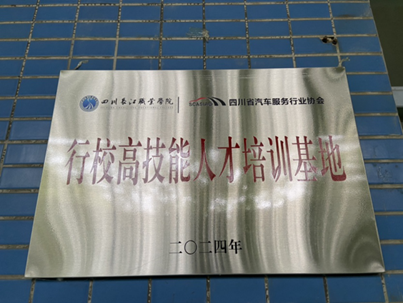 四川长江职业学院 四川省汽车服务行业协会
行校高技能人才培训基地
二〇二四年